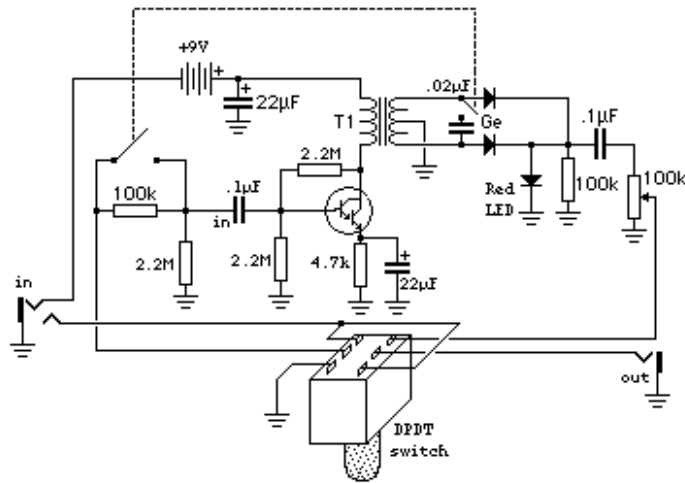 +9V
+
+
22µF
T1
.02µF
Ge
.1µF
2.2M
100k
.1µF
in
Red
LED
100k
100k
2.2M
2.2M
4.7k
+
22µF
in
out
DPDT
switch